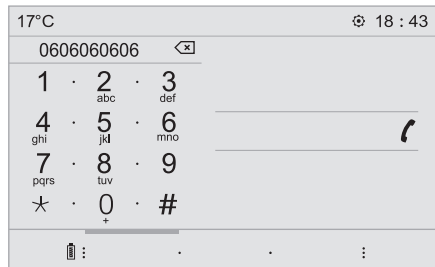 17°C 18 : 43
0606060606
1 · 2 · 3
abc def
4 · 5 · 6
ghi jkl mno
7 · 8 · 9
pqrs tuv
* · 0 · #
+